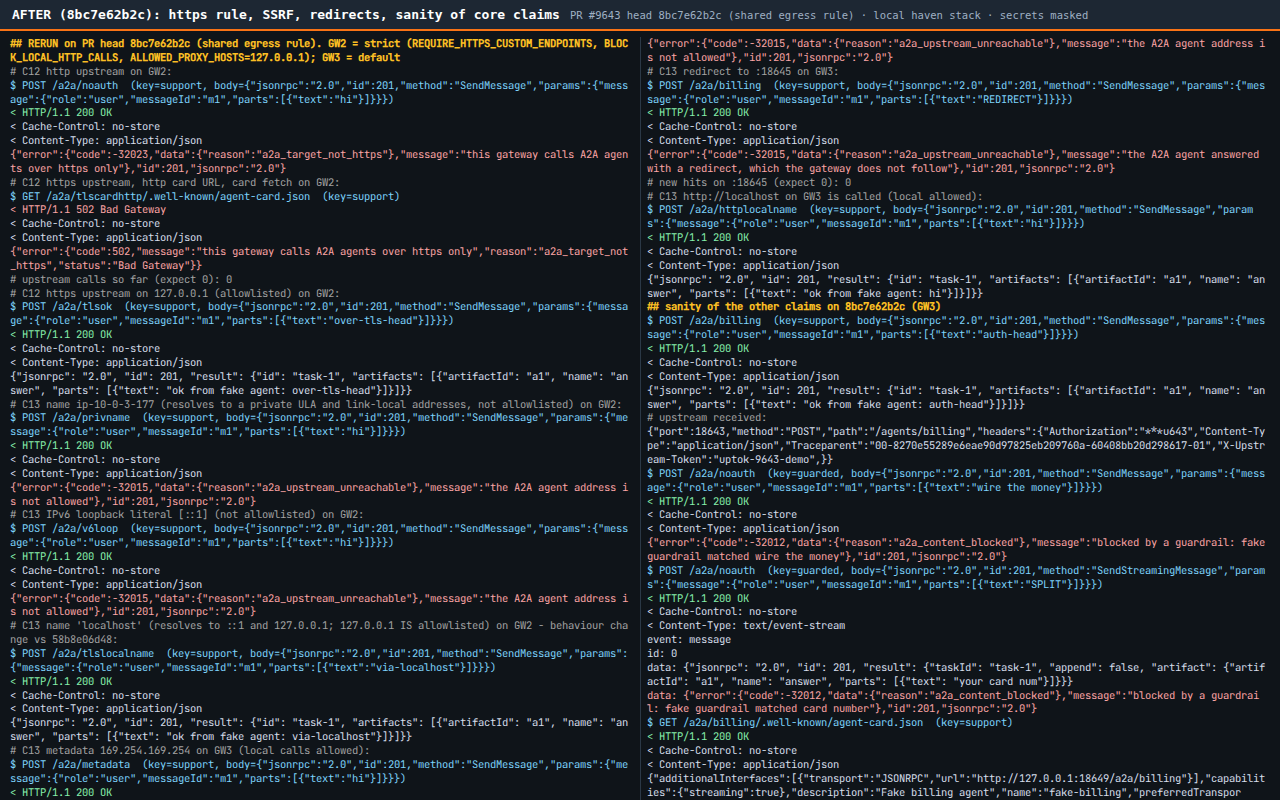 AFTER (8bc7e62b2c): https rule, SSRF, redirects, sanity of core claims PR #9643 head 8bc7e62b2c (shared egress rule) · local haven stack · secrets masked
## RERUN on PR head 8bc7e62b2c (shared egress rule). GW2 = strict (REQUIRE_HTTPS_CUSTOM_ENDPOINTS, BLOC
K_LOCAL_HTTP_CALLS, ALLOWED_PROXY_HOSTS=127.0.0.1); GW3 = default
# C12 http upstream on GW2:
$ POST /a2a/noauth (key=support, body={"jsonrpc":"2.0","id":201,"method":"SendMessage","params":{"mess
age":{"role":"user","messageId":"m1","parts":[{"text":"hi"}]}}})
< HTTP/1.1 200 OK
< Cache-Control: no-store
< Content-Type: application/json
{"error":{"code":-32023,"data":{"reason":"a2a_target_not_https"},"message":"this gateway calls A2A agen
ts over https only"},"id":201,"jsonrpc":"2.0"}
# C12 https upstream, http card URL, card fetch on GW2:
$ GET /a2a/tlscardhttp/.well-known/agent-card.json (key=support)
< HTTP/1.1 502 Bad Gateway
< Cache-Control: no-store
< Content-Type: application/json
{"error":{"code":502,"message":"this gateway calls A2A agents over https only","reason":"a2a_target_not
_https","status":"Bad Gateway"}}
# upstream calls so far (expect 0): 0
# C12 https upstream on 127.0.0.1 (allowlisted) on GW2:
$ POST /a2a/tlsok (key=support, body={"jsonrpc":"2.0","id":201,"method":"SendMessage","params":{"messa
ge":{"role":"user","messageId":"m1","parts":[{"text":"over-tls-head"}]}}})
< HTTP/1.1 200 OK
< Cache-Control: no-store
< Content-Type: application/json
{"jsonrpc": "2.0", "id": 201, "result": {"id": "task-1", "artifacts": [{"artifactId": "a1", "name": "an
swer", "parts": [{"text": "ok from fake agent: over-tls-head"}]}]}}
# C13 name ip-10-0-3-177 (resolves to a private ULA and link-local addresses, not allowlisted) on GW2:
$ POST /a2a/privname (key=support, body={"jsonrpc":"2.0","id":201,"method":"SendMessage","params":{"me
ssage":{"role":"user","messageId":"m1","parts":[{"text":"hi"}]}}})
< HTTP/1.1 200 OK
< Cache-Control: no-store
< Content-Type: application/json
{"error":{"code":-32015,"data":{"reason":"a2a_upstream_unreachable"},"message":"the A2A agent address i
s not allowed"},"id":201,"jsonrpc":"2.0"}
# C13 IPv6 loopback literal [::1] (not allowlisted) on GW2:
$ POST /a2a/v6loop (key=support, body={"jsonrpc":"2.0","id":201,"method":"SendMessage","params":{"mess
age":{"role":"user","messageId":"m1","parts":[{"text":"hi"}]}}})
< HTTP/1.1 200 OK
< Cache-Control: no-store
< Content-Type: application/json
{"error":{"code":-32015,"data":{"reason":"a2a_upstream_unreachable"},"message":"the A2A agent address i
s not allowed"},"id":201,"jsonrpc":"2.0"}
# C13 name 'localhost' (resolves to ::1 and 127.0.0.1; 127.0.0.1 IS allowlisted) on GW2 - behaviour cha
nge vs 58b8e06d48:
$ POST /a2a/tlslocalname (key=support, body={"jsonrpc":"2.0","id":201,"method":"SendMessage","params":
{"message":{"role":"user","messageId":"m1","parts":[{"text":"via-localhost"}]}}})
< HTTP/1.1 200 OK
< Cache-Control: no-store
< Content-Type: application/json
{"jsonrpc": "2.0", "id": 201, "result": {"id": "task-1", "artifacts": [{"artifactId": "a1", "name": "an
swer", "parts": [{"text": "ok from fake agent: via-localhost"}]}]}}
# C13 metadata 169.254.169.254 on GW3 (local calls allowed):
$ POST /a2a/metadata (key=support, body={"jsonrpc":"2.0","id":201,"method":"SendMessage","params":{"me
ssage":{"role":"user","messageId":"m1","parts":[{"text":"hi"}]}}})
< HTTP/1.1 200 OK
{"error":{"code":-32015,"data":{"reason":"a2a_upstream_unreachable"},"message":"the A2A agent address i
s not allowed"},"id":201,"jsonrpc":"2.0"}
# C13 redirect to :18645 on GW3:
$ POST /a2a/billing (key=support, body={"jsonrpc":"2.0","id":201,"method":"SendMessage","params":{"mes
sage":{"role":"user","messageId":"m1","parts":[{"text":"REDIRECT"}]}}})
< HTTP/1.1 200 OK
< Cache-Control: no-store
< Content-Type: application/json
{"error":{"code":-32015,"data":{"reason":"a2a_upstream_unreachable"},"message":"the A2A agent answered
with a redirect, which the gateway does not follow"},"id":201,"jsonrpc":"2.0"}
# new hits on :18645 (expect 0): 0
# C13 http://localhost on GW3 is called (local allowed):
$ POST /a2a/httplocalname (key=support, body={"jsonrpc":"2.0","id":201,"method":"SendMessage","param
s":{"message":{"role":"user","messageId":"m1","parts":[{"text":"hi"}]}}})
< HTTP/1.1 200 OK
< Cache-Control: no-store
< Content-Type: application/json
{"jsonrpc": "2.0", "id": 201, "result": {"id": "task-1", "artifacts": [{"artifactId": "a1", "name": "an
swer", "parts": [{"text": "ok from fake agent: hi"}]}]}}
## sanity of the other claims on 8bc7e62b2c (GW3)
$ POST /a2a/billing (key=support, body={"jsonrpc":"2.0","id":201,"method":"SendMessage","params":{"mes
sage":{"role":"user","messageId":"m1","parts":[{"text":"auth-head"}]}}})
< HTTP/1.1 200 OK
< Cache-Control: no-store
< Content-Type: application/json
{"jsonrpc": "2.0", "id": 201, "result": {"id": "task-1", "artifacts": [{"artifactId": "a1", "name": "an
swer", "parts": [{"text": "ok from fake agent: auth-head"}]}]}}
# upstream received:
{"port":18643,"method":"POST","path":"/agents/billing","headers":{"Authorization":"***u643","Content-Ty
pe":"application/json","Traceparent":"00-8270e55289e6eae90d97825eb209760a-60408bb20d298617-01","X-Upstr
eam-Token":"uptok-9643-demo",}}
$ POST /a2a/noauth (key=guarded, body={"jsonrpc":"2.0","id":201,"method":"SendMessage","params":{"mess
age":{"role":"user","messageId":"m1","parts":[{"text":"wire the money"}]}}})
< HTTP/1.1 200 OK
< Cache-Control: no-store
< Content-Type: application/json
{"error":{"code":-32012,"data":{"reason":"a2a_content_blocked"},"message":"blocked by a guardrail: fake
guardrail matched wire the money"},"id":201,"jsonrpc":"2.0"}
$ POST /a2a/noauth (key=guarded, body={"jsonrpc":"2.0","id":201,"method":"SendStreamingMessage","param
s":{"message":{"role":"user","messageId":"m1","parts":[{"text":"SPLIT"}]}}})
< HTTP/1.1 200 OK
< Cache-Control: no-store
< Content-Type: text/event-stream
event: message
id: 0
data: {"jsonrpc": "2.0", "id": 201, "result": {"taskId": "task-1", "append": false, "artifact": {"artif
actId": "a1", "name": "answer", "parts": [{"text": "your card num"}]}}}
data: {"error":{"code":-32012,"data":{"reason":"a2a_content_blocked"},"message":"blocked by a guardrai
l: fake guardrail matched card number"},"id":201,"jsonrpc":"2.0"}
$ GET /a2a/billing/.well-known/agent-card.json (key=support)
< HTTP/1.1 200 OK
< Cache-Control: no-store
< Content-Type: application/json
{"additionalInterfaces":[{"transport":"JSONRPC","url":"http://127.0.0.1:18649/a2a/billing"}],"capabilit
ies":{"streaming":true},"description":"Fake billing agent","name":"fake-billing","preferredTranspor